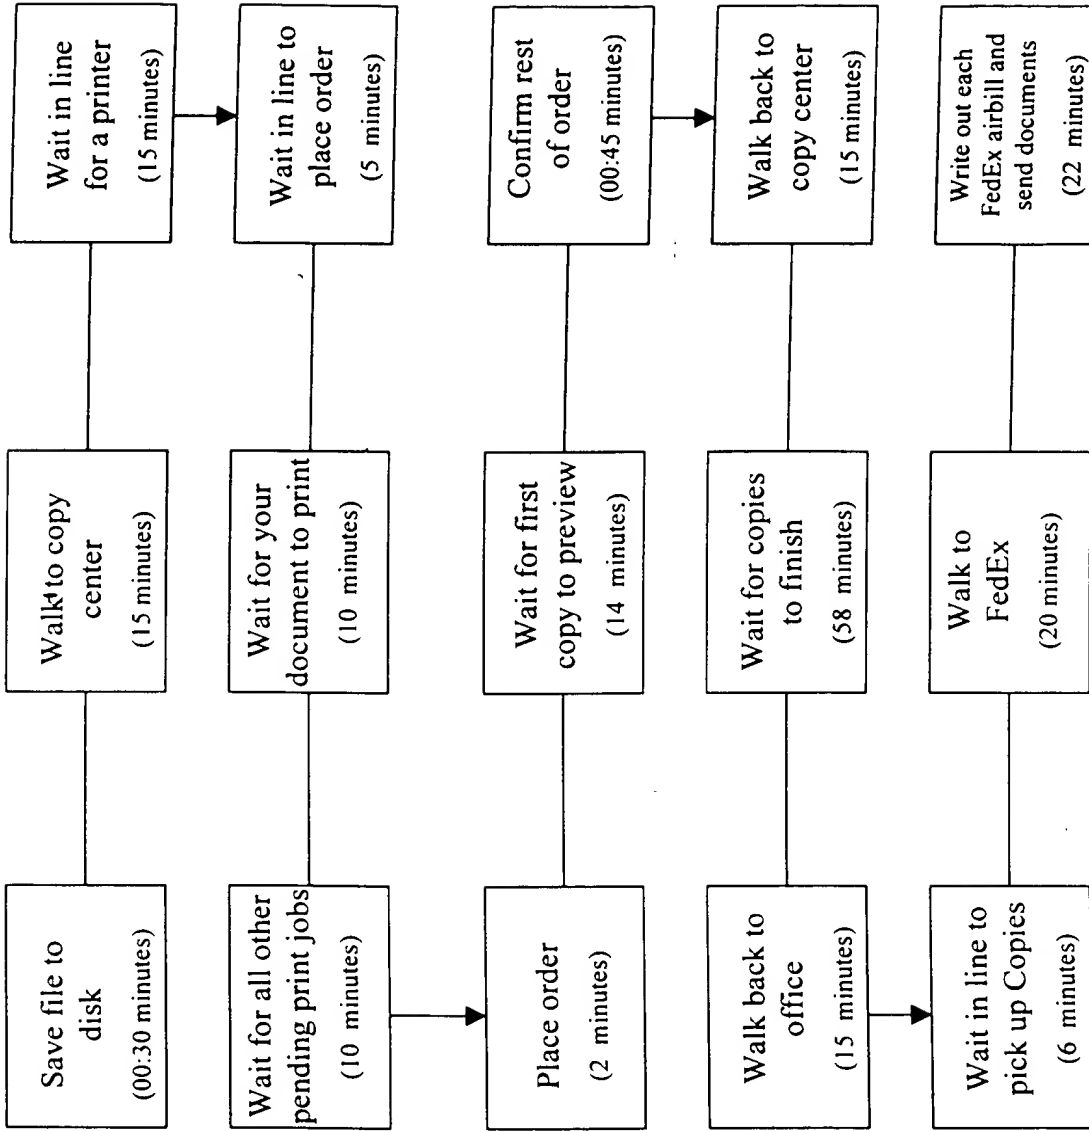 Save file to
disk
(00:30 minutes)
Walk to copy
center
(15 minutes)
Wait in line
for a printer
(15 minutes)
Wait for all other
pending print jobs
(10 minutes)
Wait for your
document to print
(10 minutes)
Wait in line to
place order
(5 minutes)
Place order
(2 minutes)
Wait for first
copy to preview
(14 minutes)
Confirm rest
of order
(00:45 minutes)
Walk back to
office
(15 minutes)
Wait for copies
to finish
(58 minutes)
Walk back to
copy center
(15 minutes)
Wait in line to
pick up Copies
(6 minutes)
Walk to
FedEx
(20 minutes)
Write out each
FedEx airbill and
send documents
(22 minutes)